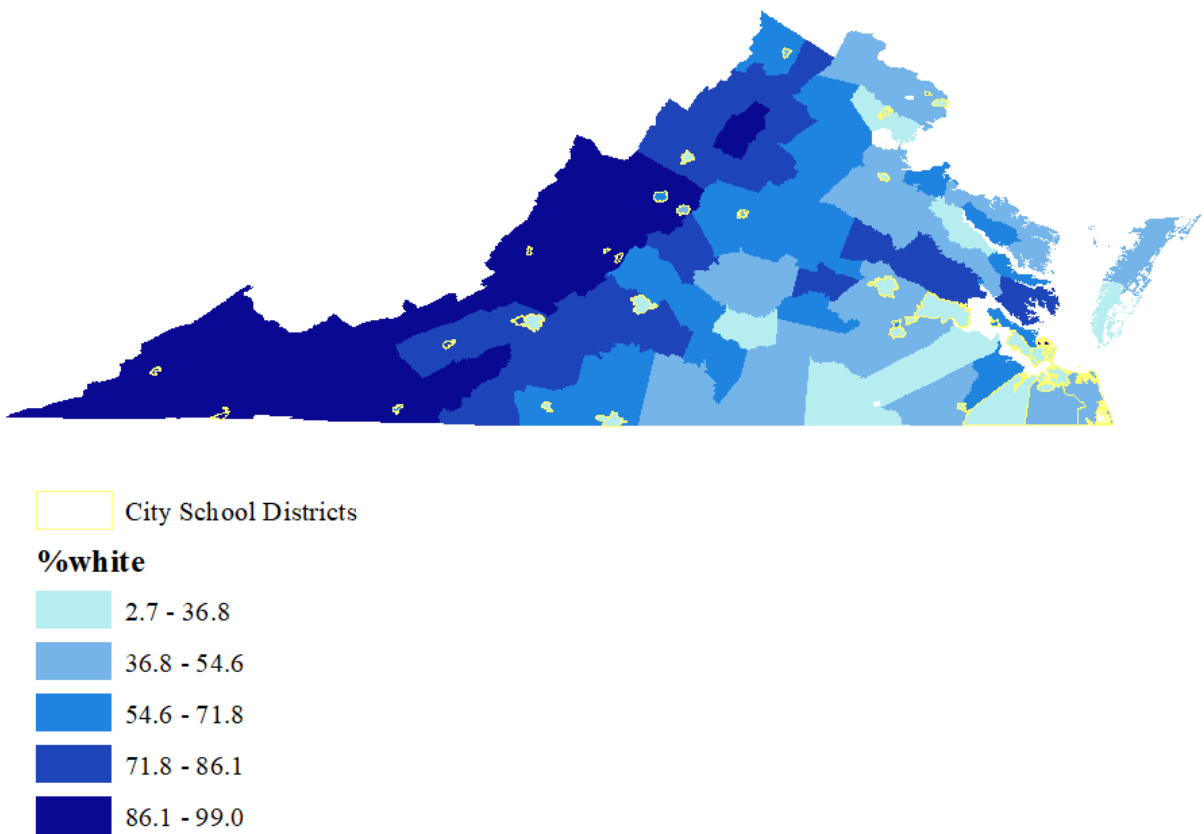 City School Districts
%white
2.7 - 36.8
36.8 - 54.6
54.6 - 71.8
71.8 - 86.1
86.1 - 99.0